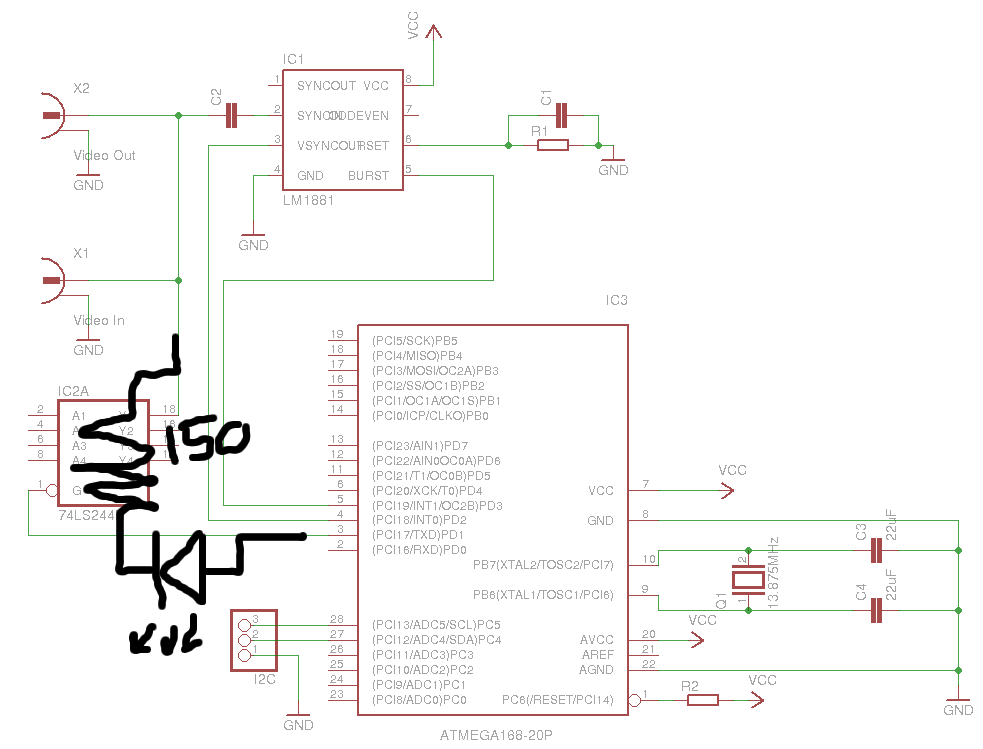 VCC
IC1
X2
C2
1 SYNCOUT VCC 8
2 SYNCIN ODDEVEN 7
3 VSYNCOUT RSET 6
4 GND BURST 5
LM1881
C1
R1
GND
Video Out
GND
GND
X1
Video In
GND
IC3
IC2A
2 A1 18
4 A Y2 16
6 A3
8 A4
1 G
74LS244
150
19 (PCI5/SCK)PB5
18 (PCI4/MISO)PB4
17 (PCI3/MOSI/OC2A)PB3
16 (PCI2/SS/OC1B)PB2
15 (PCI1/OC1A/OC1S)PB1
14 (PCI0/ICP/CLKO)PB0
13 (PCI23/AIN1)PD7
12 (PCI22/AIN0OC0A)PD6
11 (PCI21/T1/OC0B)PD5
6 (PCI20/XCK/T0)PD4
5 (PCI19/INT1/OC2B)PD3
4 (PCI18/INT0)PD2
3 (PCI17/TXD)PD1
2 (PCI16/RXD)PD0
VCC 7 VCC
GND 8
PB7(XTAL2/TOSC2/PCI7) 10
PB6(XTAL1/TOSC1/PCI6) 9
Q1
2
1
13.875MHz
C3 22uF
C4 22uF
VCC
AVCC 20
AREF 21
AGND 22
3
2
1
I2C
GND
28 (PCI13/ADC5/SCL)PC5
27 (PCI12/ADC4/SDA)PC4
26 (PCI11/ADC3)PC3
25 (PCI10/ADC2)PC2
24 (PCI9/ADC1)PC1
23 (PCI8/ADC0)PC0
PC6(/RESET/PCI14) 1
R2
VCC
GND
ATMEGA168-20P